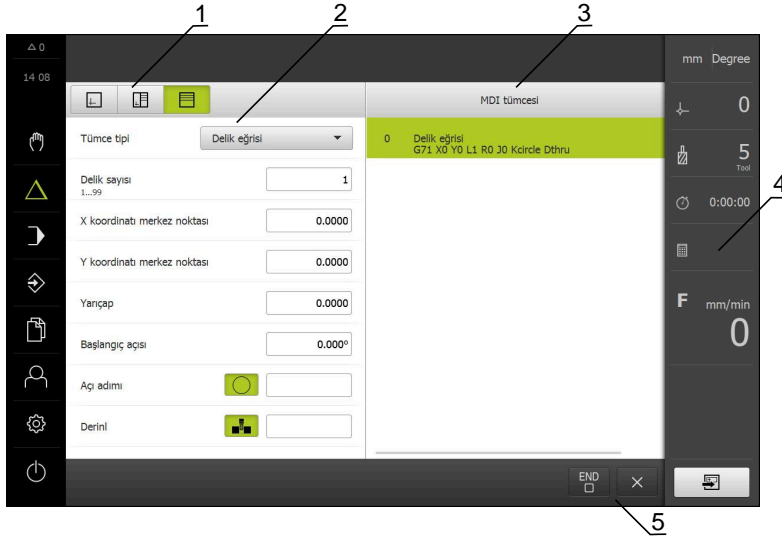 1
2
3
0
14 08
mm Degree
MDI tümcesi
Tümce tipi
Delik eğrisi
0 Delik eğrisi
G71 X0 Y0 L1 R0 J0 Kcircle Dthru
Delik sayısı
1...99
1
X koordinatı merkez noktası
0.0000
Y koordinatı merkez noktası
0.0000
Yarıçap
0.0000
Başlangıç açısı
0.000°
Açı adımı
Derinl
0
5
Tool
0:00:00
4
F mm/min
0
END
5